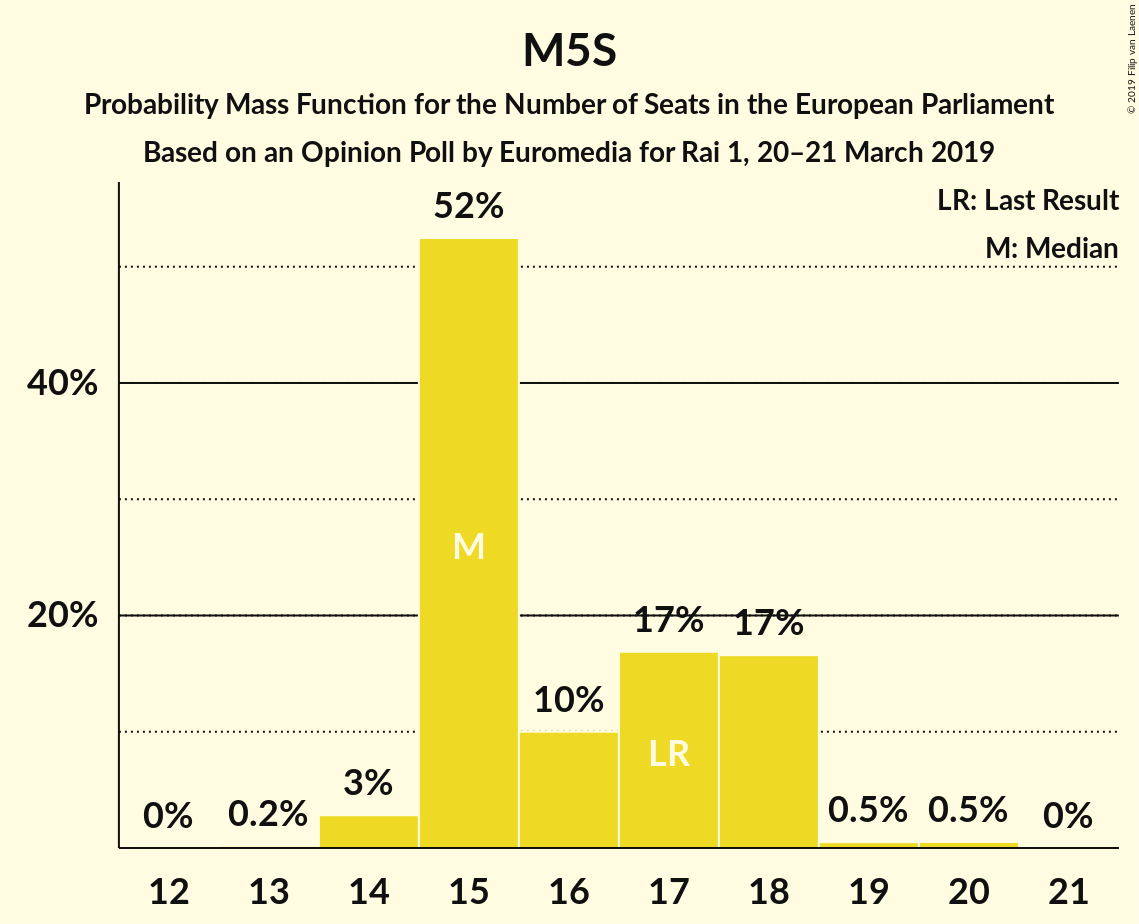 M5S
Probability Mass Function for the Number of Seats in the European Parliament
Based on an Opinion Poll by Euromedia for Rai 1, 20–21 March 2019
© 2019 Filip van Laenen
LR: Last Result
M: Median
52%
40%
M
20%
17%
17%
10%
LR
3%
0%
0.2%
0.5%
0.5%
0%
12 13 14 15 16 17 18 19 20 21